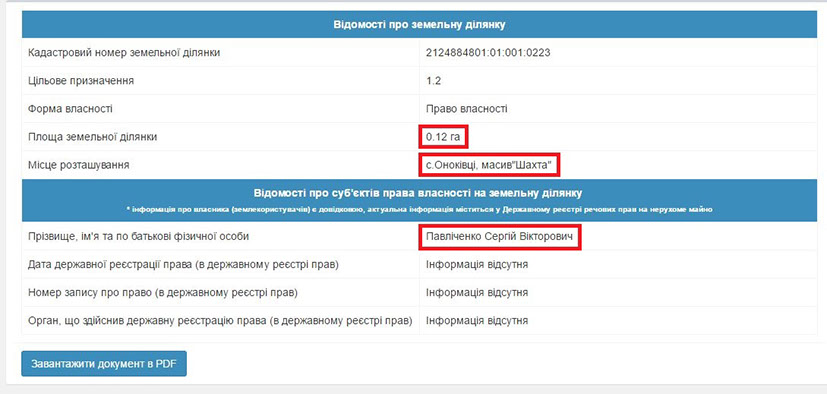 Відомості про земельну ділянку
Кадастровий номер земельної ділянки 2124884801:01:001:0223
Цільове призначення 1.2
Форма власності Право власності
Площа земельної ділянки 0.12 га
Місце розташування с.Оноківці, масив"Шахта"
Відомості про суб'єктів права власності на земельну ділянку
* інформація про власника (землекористувачів) є довідковою, актуальна інформація міститься у Державному реєстрі речових прав на нерухоме майно
Прізвище, ім'я та по батькові фізичної особи Павліченко Сергій Вікторович
Дата державної реєстрації права (в державному реєстрі прав) Інформація відсутня
Номер запису про право (в державному реєстрі прав) Інформація відсутня
Орган, що здійснив державну реєстрацію права (в державному реєстрі прав) Інформація відсутня
Завантажити документ в PDF